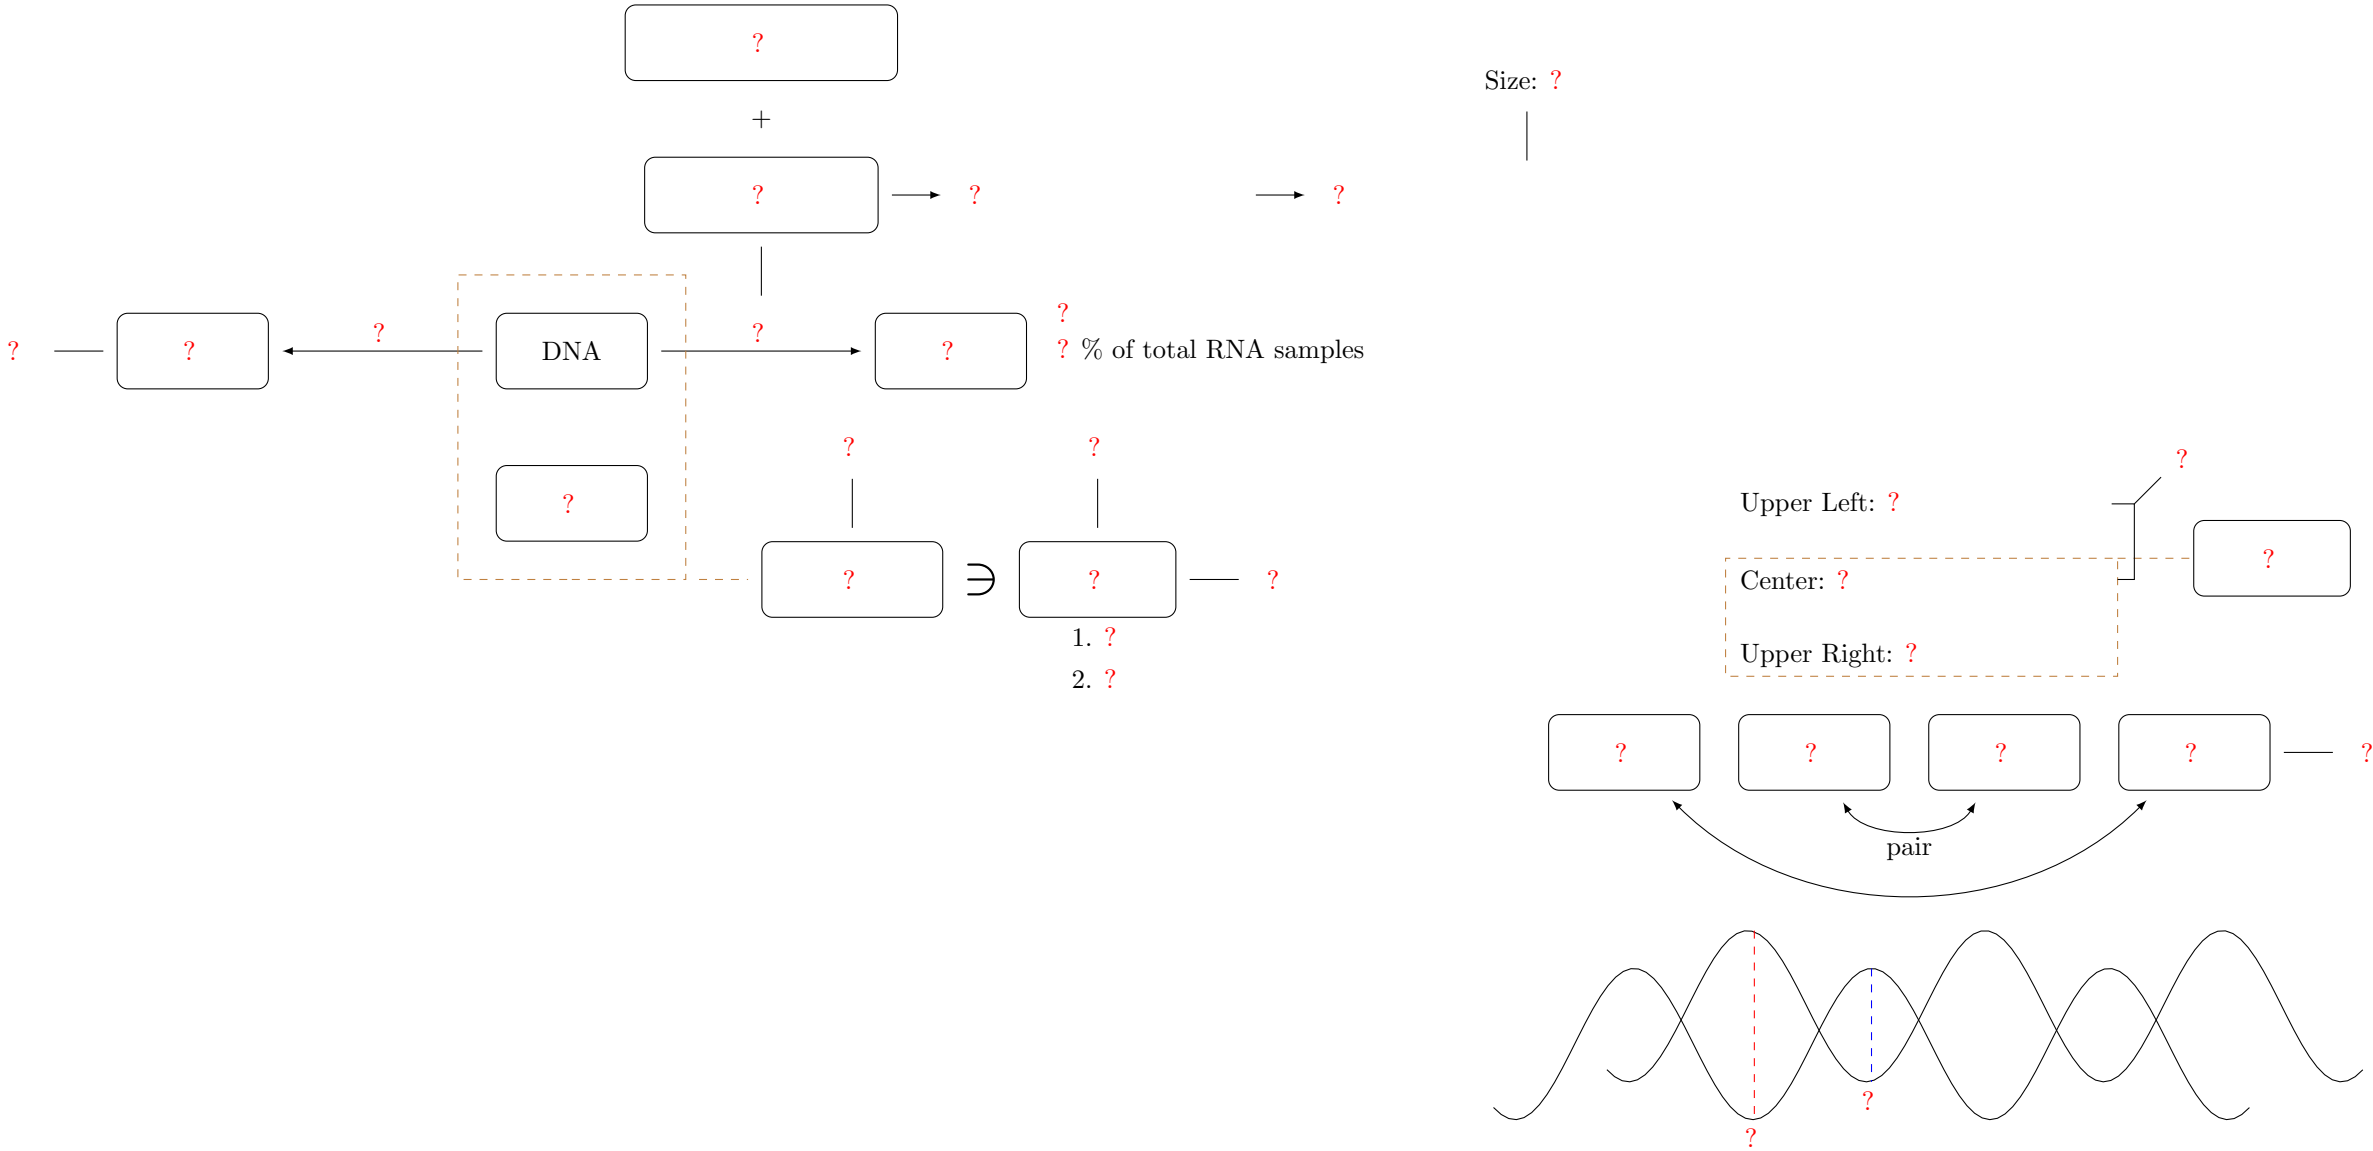 ?
Size: ?
+
? ? ?
?
? ? ? DNA ? ? ? % of total RNA samples
? ? ?
Upper Left: ?
?
? ? ∋ ? ?
Center: ?
?
1. ?
2. ?
Upper Right: ?
? ? ? ? ?
pair
?
?